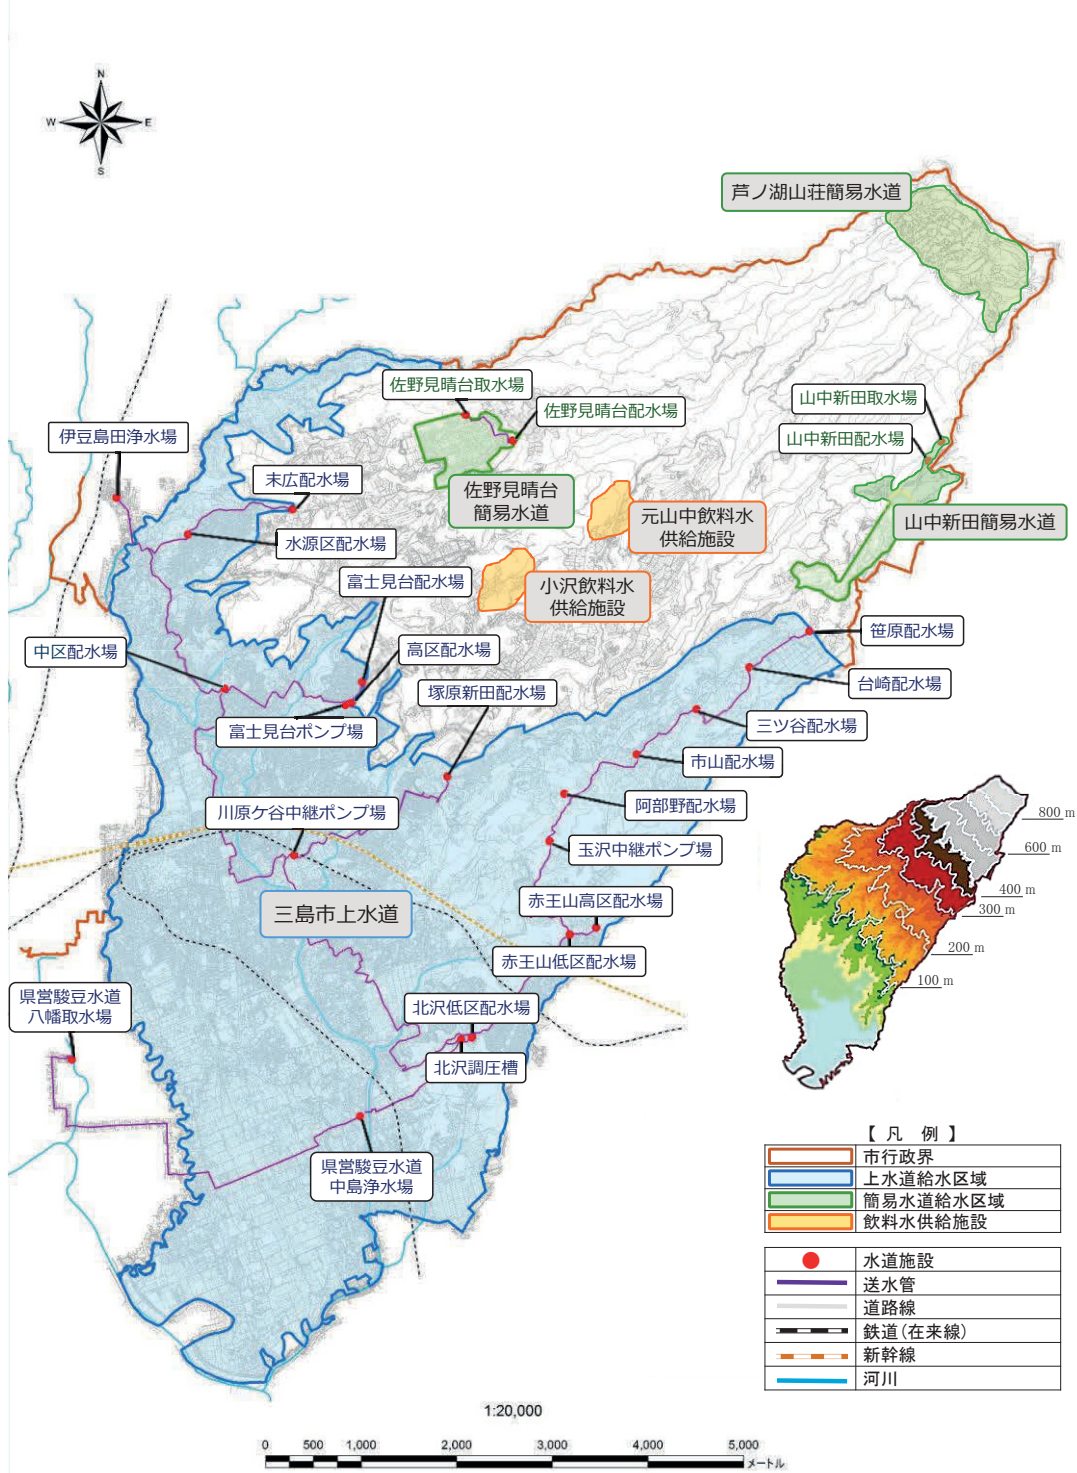 N
W
E
S
芦ノ湖山荘簡易水道
佐野見晴台取水場
佐野見晴台配水場
山中新田取水場
山中新田配水場
伊豆島田浄水場
末広配水場
佐野見晴台
簡易水道
元山中飲料水
供給施設
山中新田簡易水道
水源区配水場
富士見台配水場
小沢飲料水
供給施設
笹原配水場
中区配水場
高区配水場
台崎配水場
塚原新田配水場
富士見台ポンプ場
三ツ谷配水場
市山配水場
川原ケ谷中継ポンプ場
阿部野配水場
800 m
玉沢中継ポンプ場
600 m
400 m
赤王山高区配水場
300 m
三島市上水道
200 m
赤王山低区配水場
100 m
県営駿豆水道
八幡取水場
北沢低区配水場
北沢調圧槽
県営駿豆水道
中島浄水場
【 凡 例 】
市行政界
上水道給水区域
簡易水道給水区域
飲料水供給施設
水道施設
送水管
道路線
鉄道(在来線)
新幹線
河川
1:20,000
0 500 1,000 2,000 3,000 4,000 5,000
メートル